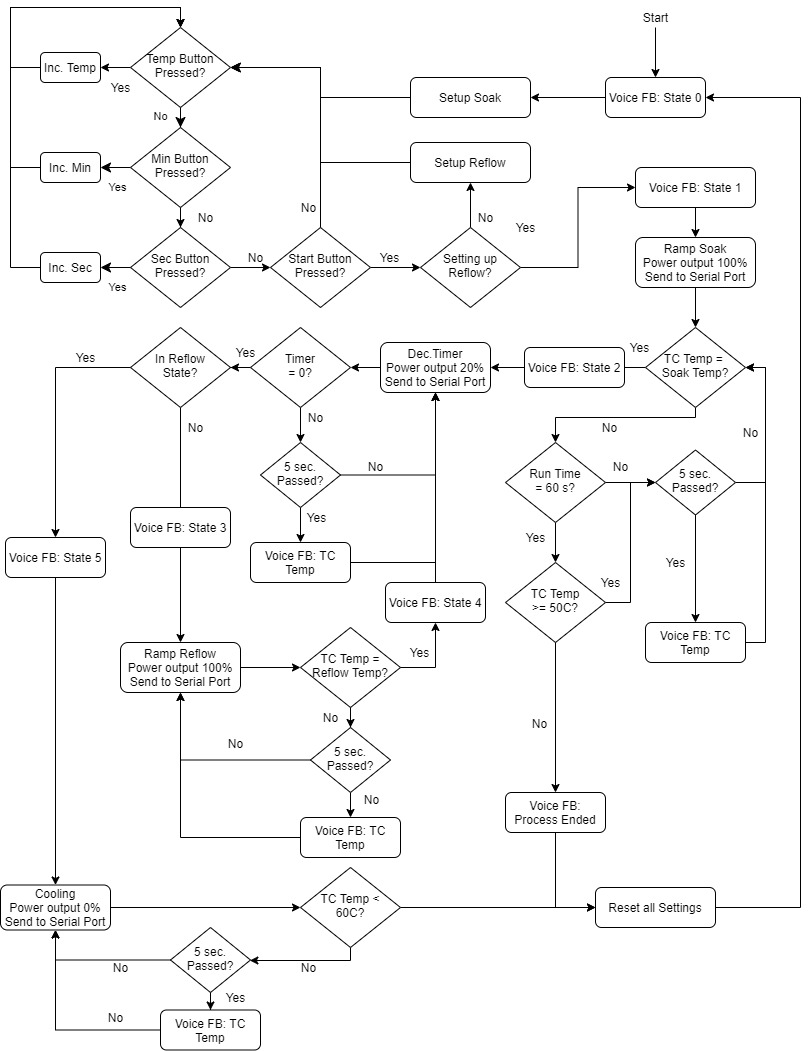 Start
Temp Button
Pressed?
Inc. Temp
Yes
No
Setup Soak
Voice FB: State 0
Min Button
Pressed?
Inc. Min
Yes
No
Setup Reflow
Voice FB: State 1
No
No
Yes
Sec Button
Pressed?
Inc. Sec
Yes
No
Start Button
Pressed?
Yes
Setting up
Reflow?
Ramp Soak
Power output 100%
Send to Serial Port
Yes
In Reflow
State?
Yes
Timer
= 0?
Dec.Timer
Power output 20%
Send to Serial Port
Voice FB: State 2
Yes
TC Temp =
Soak Temp?
No
No
No
No
5 sec.
Passed?
No
Run Time
= 60 s?
No
5 sec.
Passed?
Yes
Voice FB: State 3
Yes
Voice FB: State 5
Voice FB: TC
Temp
Yes
Yes
TC Temp
>= 50C?
Voice FB: State 4
Voice FB: TC
Temp
Ramp Reflow
Power output 100%
Send to Serial Port
TC Temp =
Reflow Temp?
Yes
No
No
No
5 sec.
Passed?
No
Voice FB: TC
Temp
Voice FB:
Process Ended
Cooling
Power output 0%
Send to Serial Port
TC Temp <
60C?
Reset all Settings
5 sec.
Passed?
No
No
Yes
No
Voice FB: TC
Temp